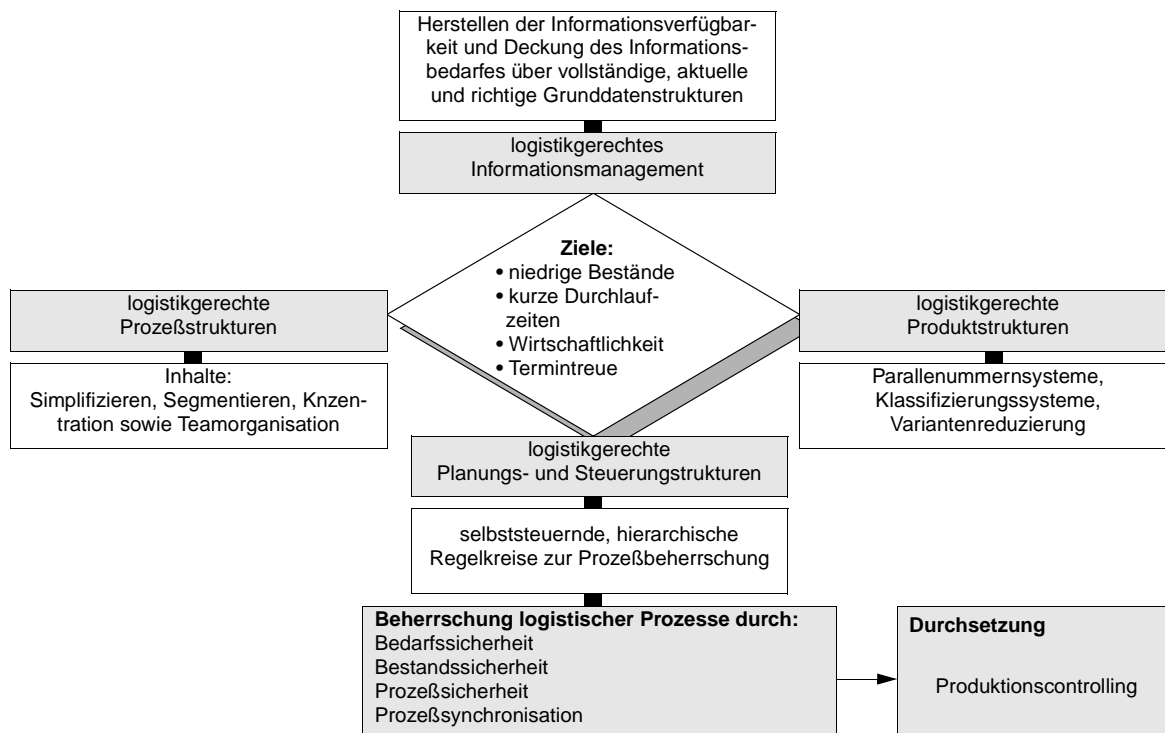 Herstellen der Informationsverfügbar-
keit und Deckung des Informations-
bedarfes über vollständige, aktuelle
und richtige Grunddatenstrukturen
logistikgerechtes
Informationsmanagement
Ziele:
• niedrige Bestände
• kurze Durchlauf-
zeiten
• Wirtschaftlichkeit
• Termintreue
logistikgerechte
Prozeßstrukturen
Inhalte:
Simplifizieren, Segmentieren, Knzen-
tration sowie Teamorganisation
logistikgerechte
Produktstrukturen
Parallenummernsysteme,
Klassifizierungssysteme,
Variantenreduzierung
logistikgerechte
Planungs- und Steuerungstrukturen
selbststeuernde, hierarchische
Regelkreise zur Prozeßbeherrschung
Beherrschung logistischer Prozesse durch:
Bedarfssicherheit
Bestandssicherheit
Prozeßsicherheit
Prozeßsynchronisation
Durchsetzung
Produktionscontrolling